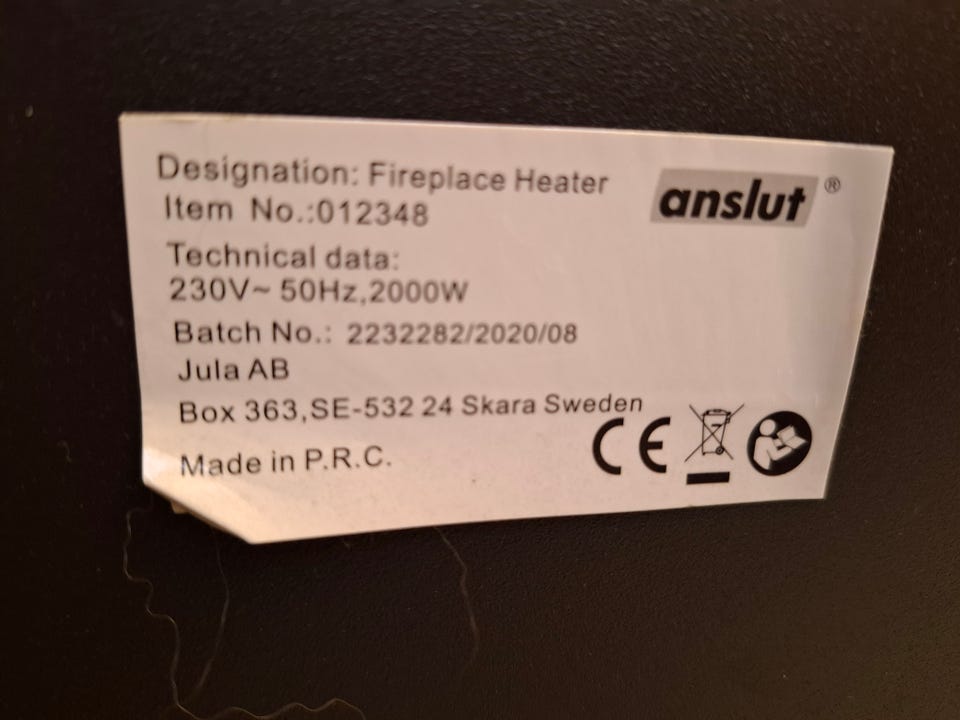 Designation: Fireplace Heater
anslut ®
Item No.:012348
Technical data:
230V~ 50Hz,2000W
Batch No.: 2232282/2020/08
Jula AB
Box 363,SE-532 24 Skara Sweden
CE
Made in P.R.C.